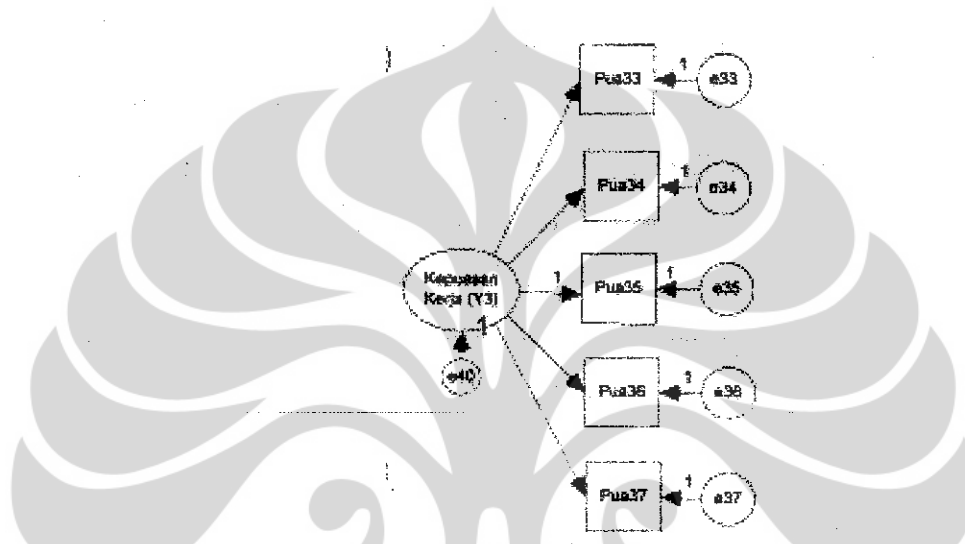 Pua33
1
e33
Pua34
1
e34
Kepuasan
Kerja (Y3)
1
Pua35
1
e35
1
e40
Pua36
1
e36
Pua37
1
e37